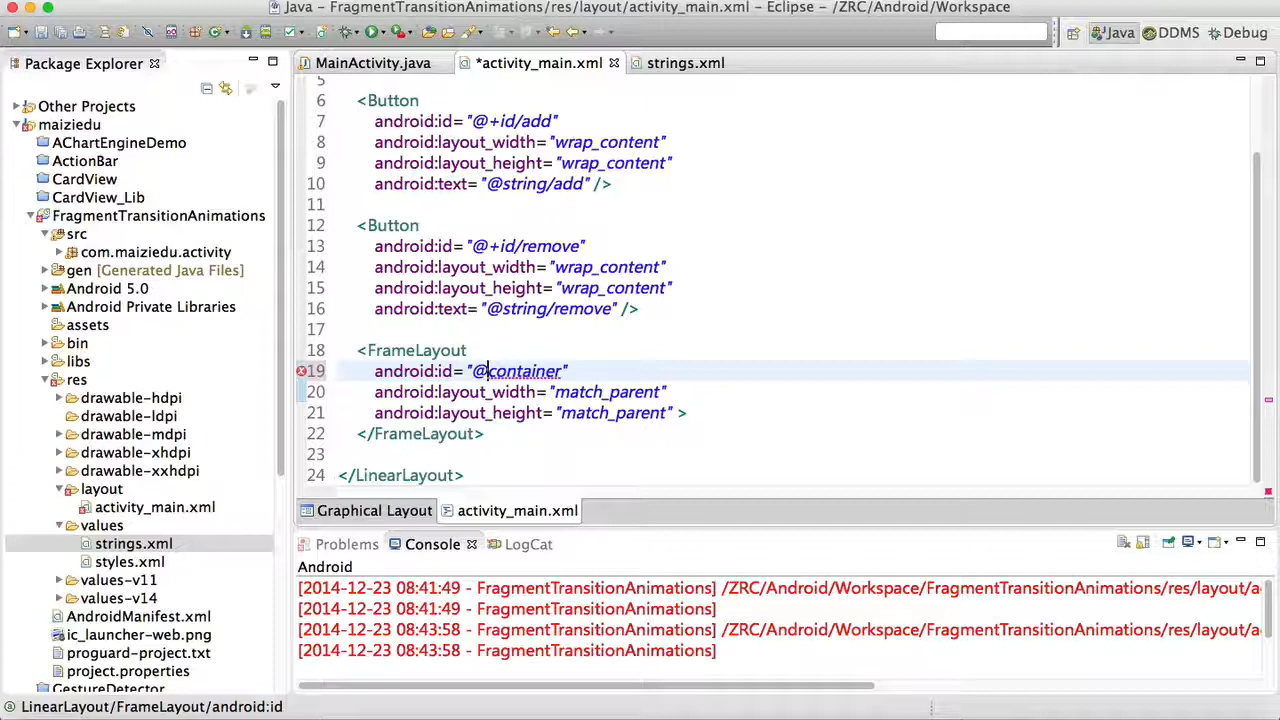 Java - FragmentTransitionAnimations/res/layout/activity_main.xml - Eclipse - /ZRC/Android/Workspace
Java
DDMS
Debug
Package Explorer
MainActivity.java
*activity_main.xml
strings.xml
Other Projects
maiziedu
AChartEngineDemo
ActionBar
CardView
CardView_Lib
FragmentTransitionAnimations
src
com.maiziedu.activity
gen [Generated Java Files]
Android 5.0
Android Private Libraries
assets
bin
libs
res
drawable-hdpi
drawable-ldpi
drawable-mdpi
drawable-xhdpi
drawable-xxhdpi
layout
activity_main.xml
values
strings.xml
styles.xml
values-v11
values-v14
AndroidManifest.xml
ic_launcher-web.png
proguard-project.txt
project.properties
GestureDetector
5
6 <Button
7 android:id="@+id/add"
8 android:layout_width="wrap_content"
9 android:layout_height="wrap_content"
10 android:text="@string/add" />
11
12 <Button
13 android:id="@+id/remove"
14 android:layout_width="wrap_content"
15 android:layout_height="wrap_content"
16 android:text="@string/remove" />
17
18 <FrameLayout
19 android:id="@container"
20 android:layout_width="match_parent"
21 android:layout_height="match_parent" >
22 </FrameLayout>
23
24 </LinearLayout>
Graphical Layout
activity_main.xml
Problems
Console
LogCat
Android
[2014-12-23 08:41:49 - FragmentTransitionAnimations] /ZRC/Android/Workspace/FragmentTransitionAnimations/res/layout/a
[2014-12-23 08:41:49 - FragmentTransitionAnimations]
[2014-12-23 08:43:58 - FragmentTransitionAnimations] /ZRC/Android/Workspace/FragmentTransitionAnimations/res/layout/a
[2014-12-23 08:43:58 - FragmentTransitionAnimations]
LinearLayout/FrameLayout/android:id